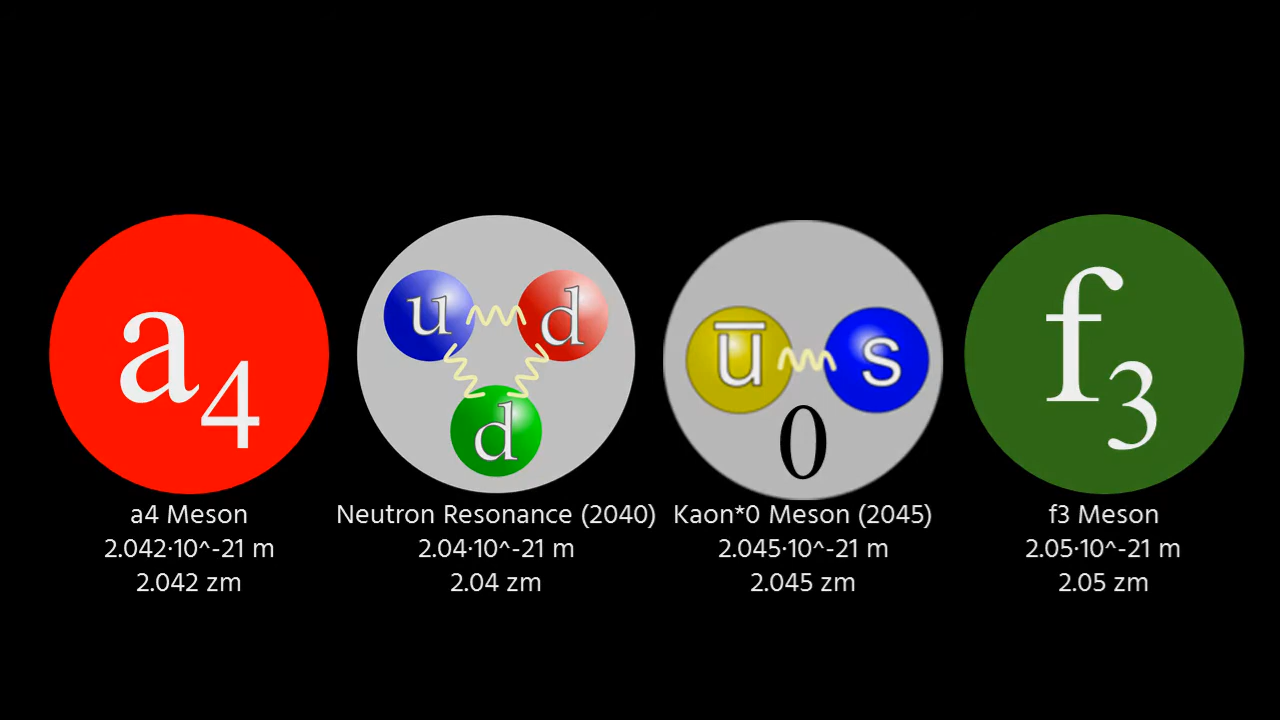 a4
u d
d
u̅ s
0
f3
a4 Meson
2.042·10^-21 m
2.042 zm
Neutron Resonance (2040)
2.04·10^-21 m
2.04 zm
Kaon*0 Meson (2045)
2.045·10^-21 m
2.045 zm
f3 Meson
2.05·10^-21 m
2.05 zm